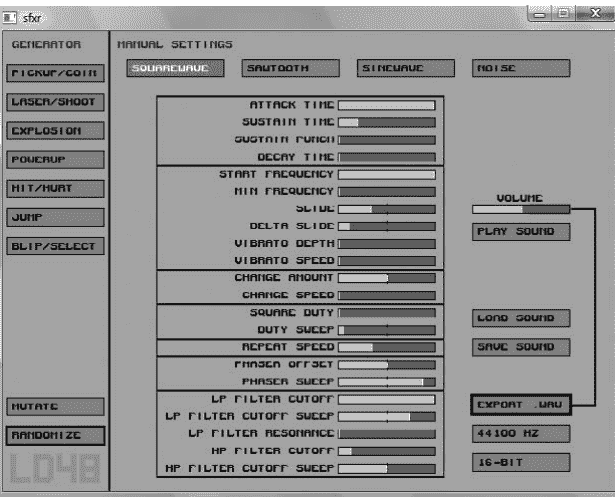 sfxr
GENERATOR
PICKUP/COIN
LASER/SHOOT
EXPLOSION
POWERUP
HIT/HURT
JUMP
BLIP/SELECT
MUTATE
RANDOMIZE
LD48
MANUAL SETTINGS
SQUAREWAVE SAWTOOTH SINEWAVE NOISE
ATTACK TIME
SUSTAIN TIME
SUSTAIN PUNCH
DECAY TIME
START FREQUENCY
MIN FREQUENCY
SLIDE
DELTA SLIDE
VIBRATO DEPTH
VIBRATO SPEED
CHANGE AMOUNT
CHANGE SPEED
SQUARE DUTY
DUTY SWEEP
REPEAT SPEED
PHASER OFFSET
PHASER SWEEP
LP FILTER CUTOFF
LP FILTER CUTOFF SWEEP
LP FILTER RESONANCE
HP FILTER CUTOFF
HP FILTER CUTOFF SWEEP
VOLUME
PLAY SOUND
LOAD SOUND
SAVE SOUND
EXPORT .WAV
44100 HZ
16-BIT